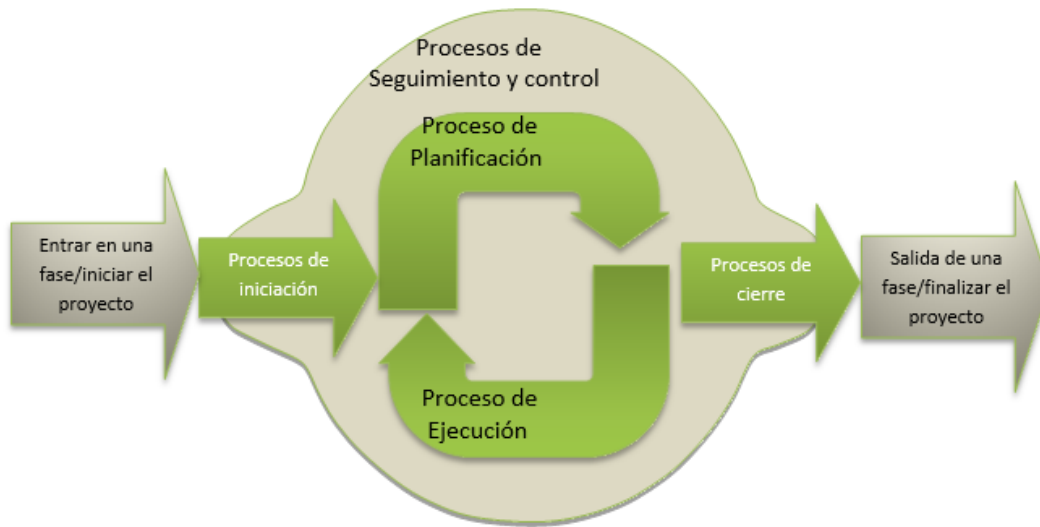 Procesos de
Seguimiento y control
Proceso de
Planificación
Entrar en una
fase/iniciar el
proyecto
Procesos de
iniciación
Procesos de
cierre
Salida de una
fase/finalizar el
proyecto
Proceso de
Ejecución